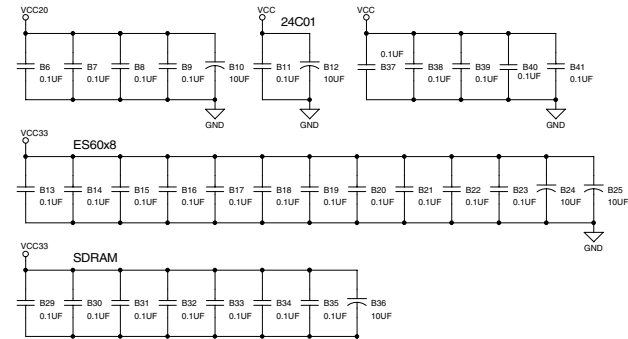 VCC20
VCC
24C01
VCC
B6
0.1UF
B7
0.1UF
B8
0.1UF
B9
0.1UF
B10
10UF
B11
0.1UF
B12
10UF
0.1UF
B37
B38
0.1UF
B39
0.1UF
B40
0.1UF
B41
0.1UF
GND
GND
GND
VCC33
ES60x8
B13
0.1UF
B14
0.1UF
B15
0.1UF
B16
0.1UF
B17
0.1UF
B18
0.1UF
B19
0.1UF
B20
0.1UF
B21
0.1UF
B22
0.1UF
B23
0.1UF
B24
10UF
B25
10UF
GND
VCC33
SDRAM
B29
0.1UF
B30
0.1UF
B31
0.1UF
B32
0.1UF
B33
0.1UF
B34
0.1UF
B35
0.1UF
B36
10UF